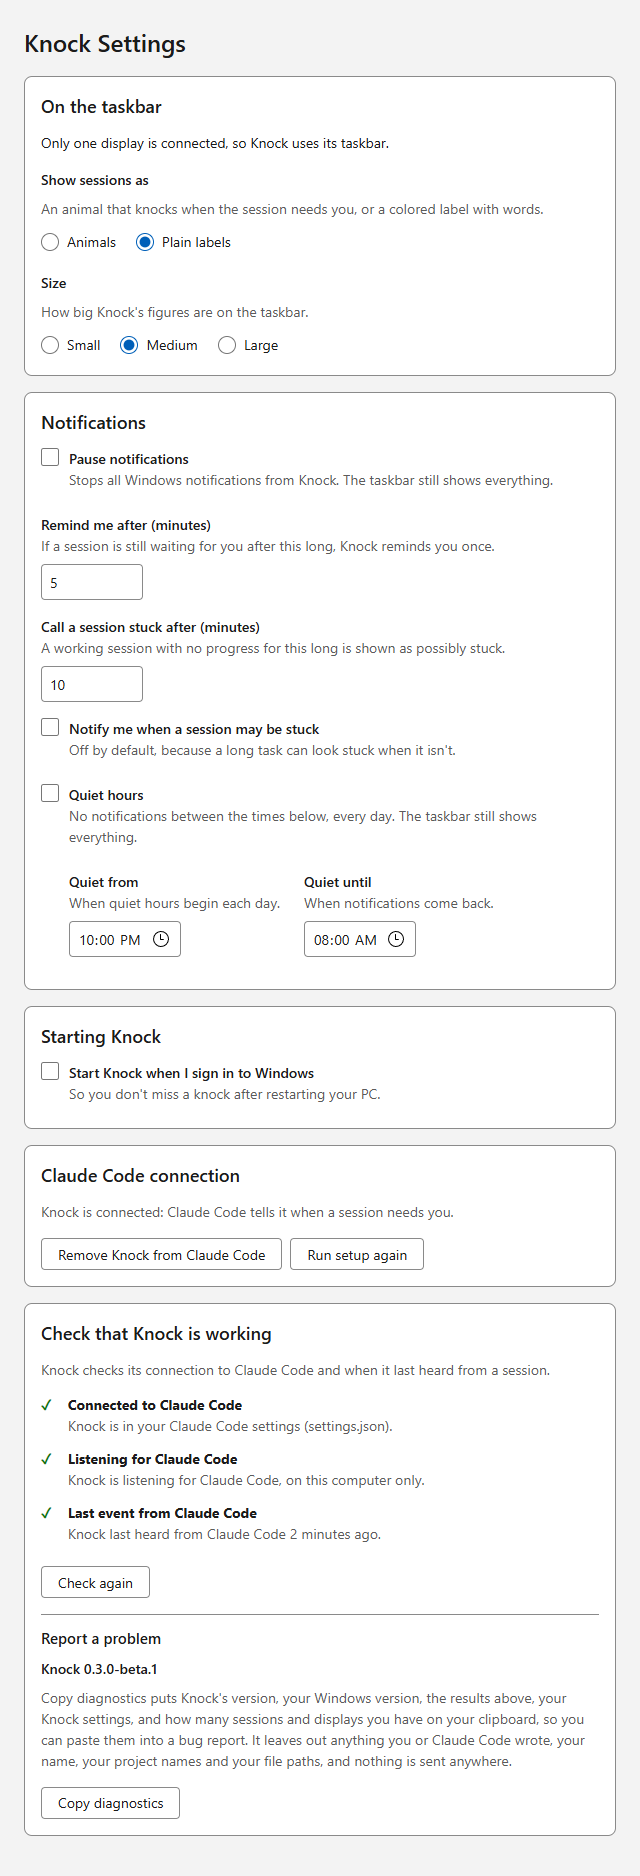 Knock Settings
On the taskbar
Only one display is connected, so Knock uses its taskbar.
Show sessions as
An animal that knocks when the session needs you, or a colored label with words.
Animals Plain labels
Size
How big Knock's figures are on the taskbar.
Small Medium Large
Notifications
Pause notifications
Stops all Windows notifications from Knock. The taskbar still shows everything.
Remind me after (minutes)
If a session is still waiting for you after this long, Knock reminds you once.
5
Call a session stuck after (minutes)
A working session with no progress for this long is shown as possibly stuck.
10
Notify me when a session may be stuck
Off by default, because a long task can look stuck when it isn't.
Quiet hours
No notifications between the times below, every day. The taskbar still shows
everything.
Quiet from Quiet until
When quiet hours begin each day. When notifications come back.
10:00 PM 08:00 AM
Starting Knock
Start Knock when I sign in to Windows
So you don't miss a knock after restarting your PC.
Claude Code connection
Knock is connected: Claude Code tells it when a session needs you.
Remove Knock from Claude Code Run setup again
Check that Knock is working
Knock checks its connection to Claude Code and when it last heard from a session.
✓ Connected to Claude Code
Knock is in your Claude Code settings (settings.json).
✓ Listening for Claude Code
Knock is listening for Claude Code, on this computer only.
✓ Last event from Claude Code
Knock last heard from Claude Code 2 minutes ago.
Check again
Report a problem
Knock 0.3.0-beta.1
Copy diagnostics puts Knock's version, your Windows version, the results above, your
Knock settings, and how many sessions and displays you have on your clipboard, so you
can paste them into a bug report. It leaves out anything you or Claude Code wrote, your
name, your project names and your file paths, and nothing is sent anywhere.
Copy diagnostics